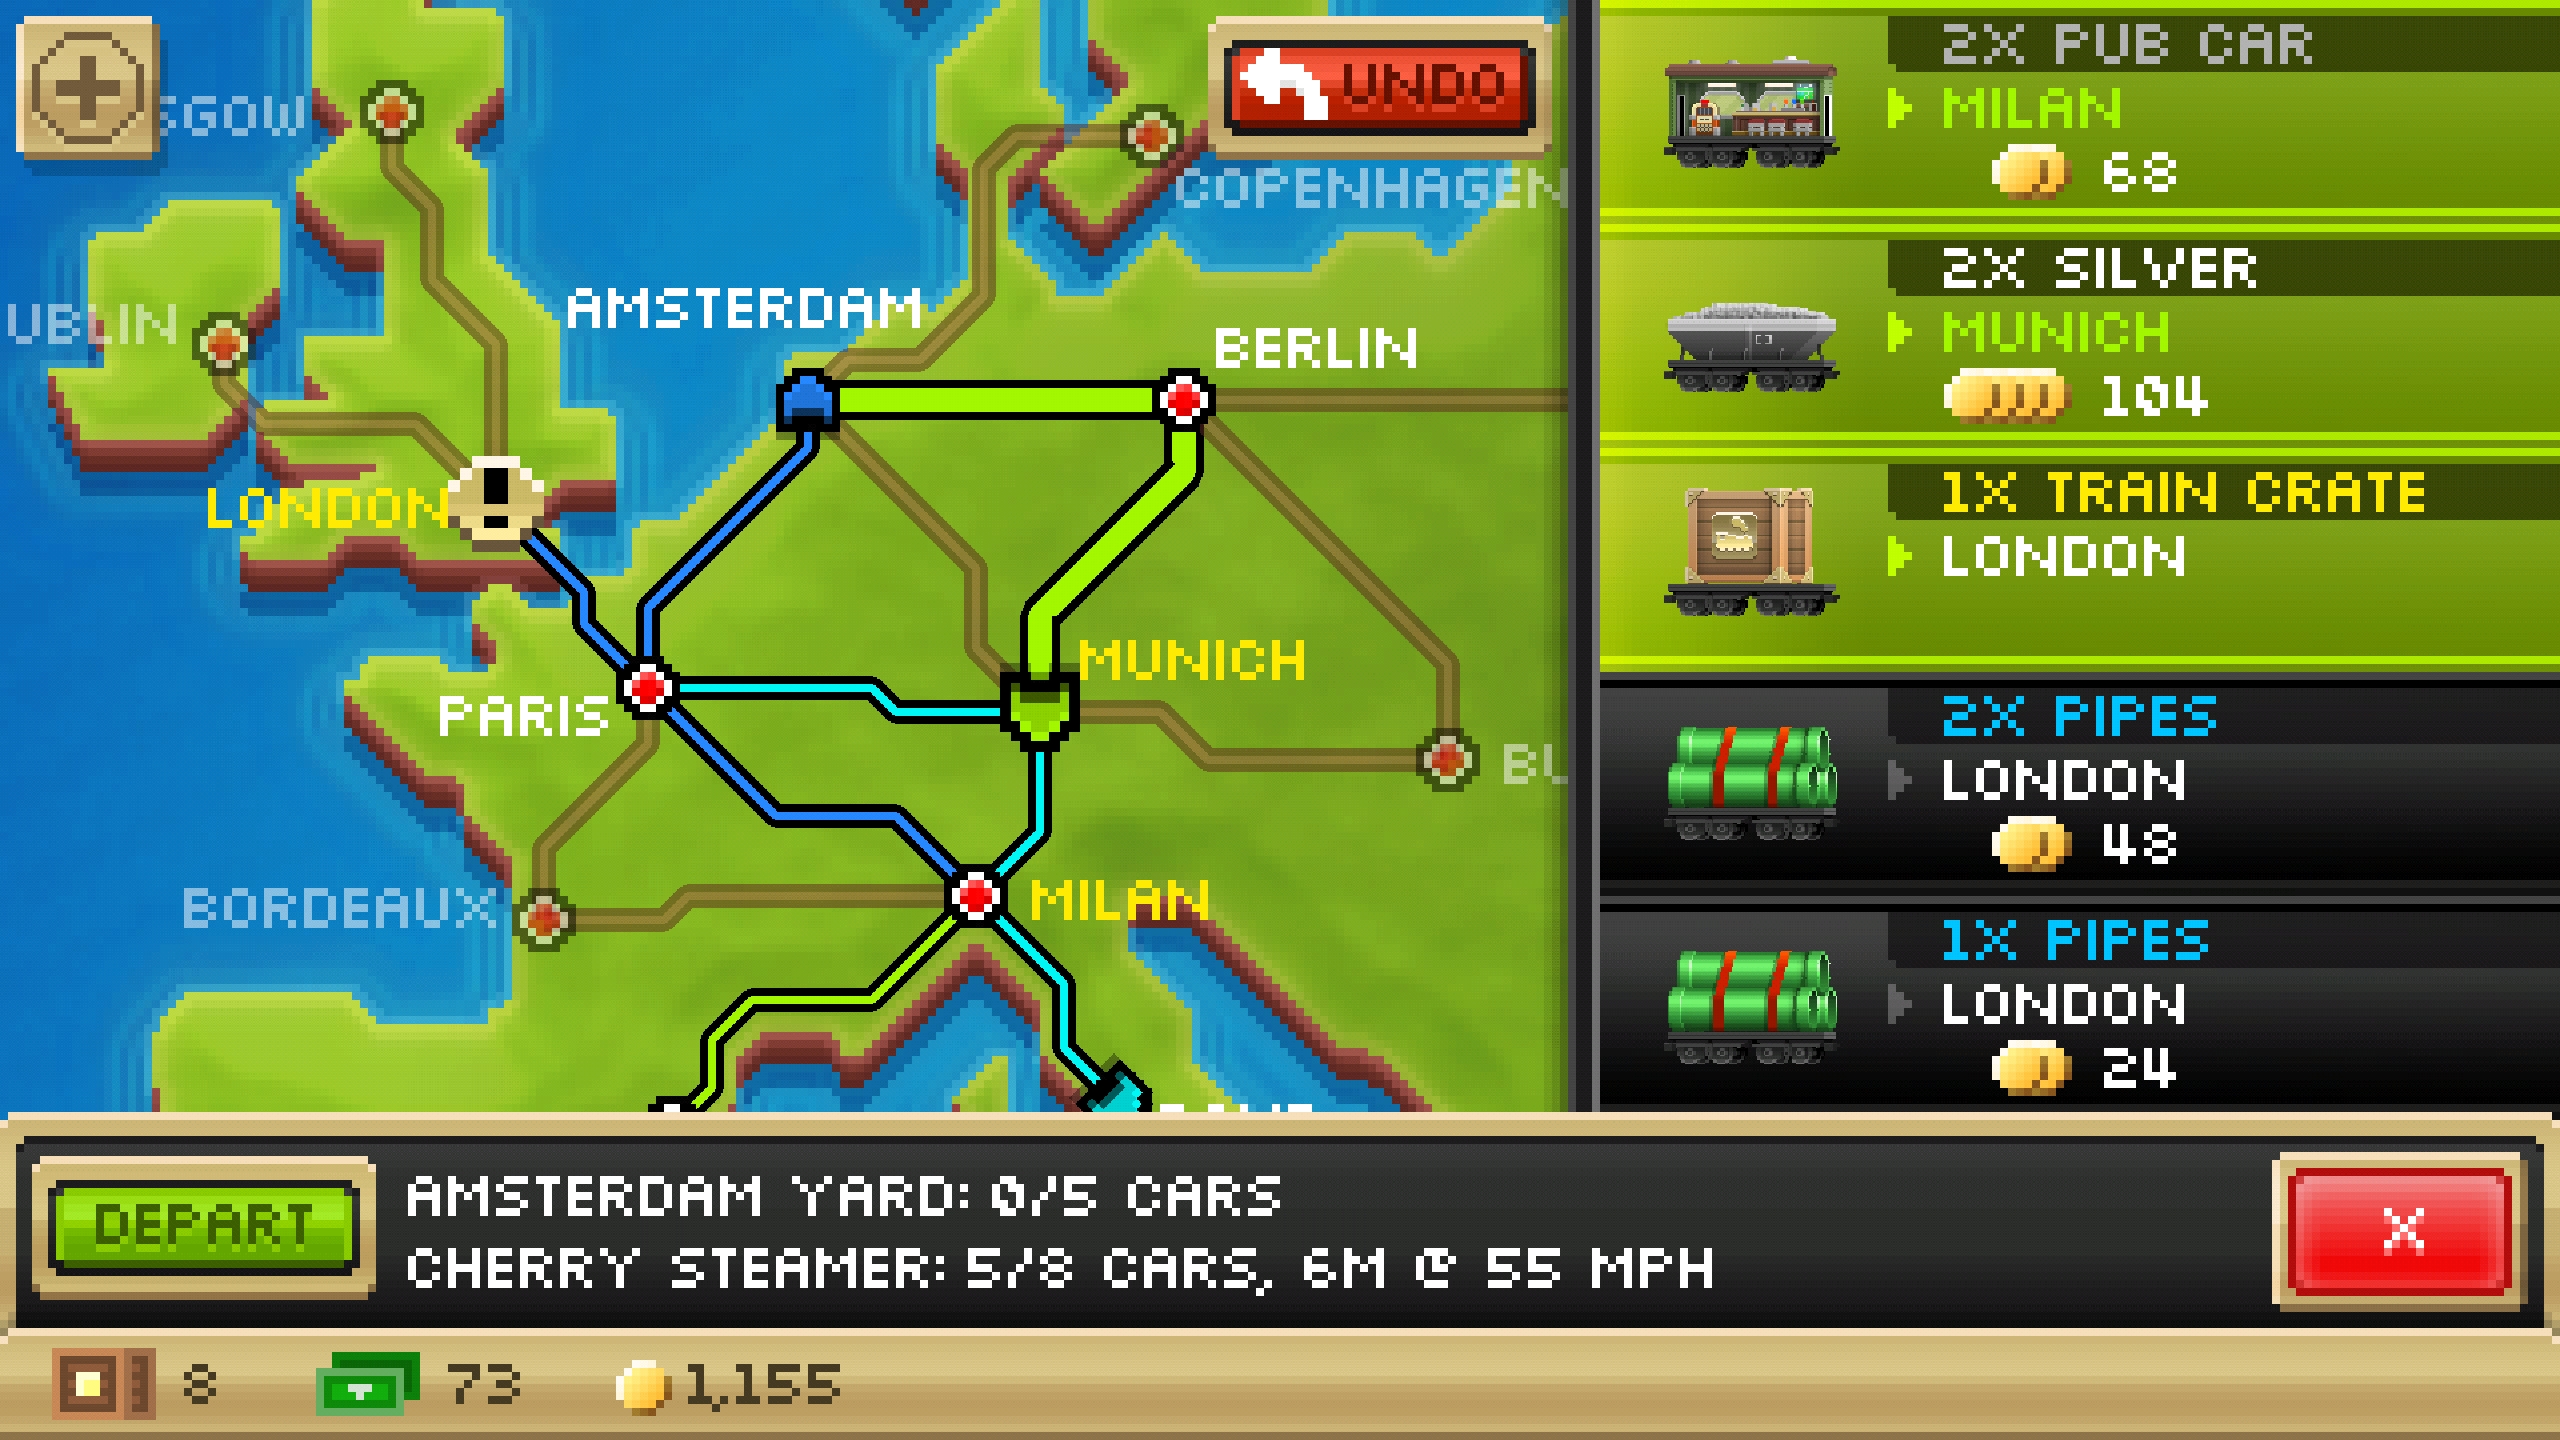 UNDO
SGOW
COPENHAGEN
UBLIN
AMSTERDAM
BERLIN
LONDON
MUNICH
PARIS
BU
BORDEAUX
MILAN
2X PUB CAR
MILAN
68
2X SILVER
MUNICH
104
1X TRAIN CRATE
LONDON
2X PIPES
LONDON
48
1X PIPES
LONDON
24
DEPART
AMSTERDAM YARD: 0/5 CARS
CHERRY STEAMER: 5/8 CARS, 6M @ 55 MPH
X
8
73
1,155